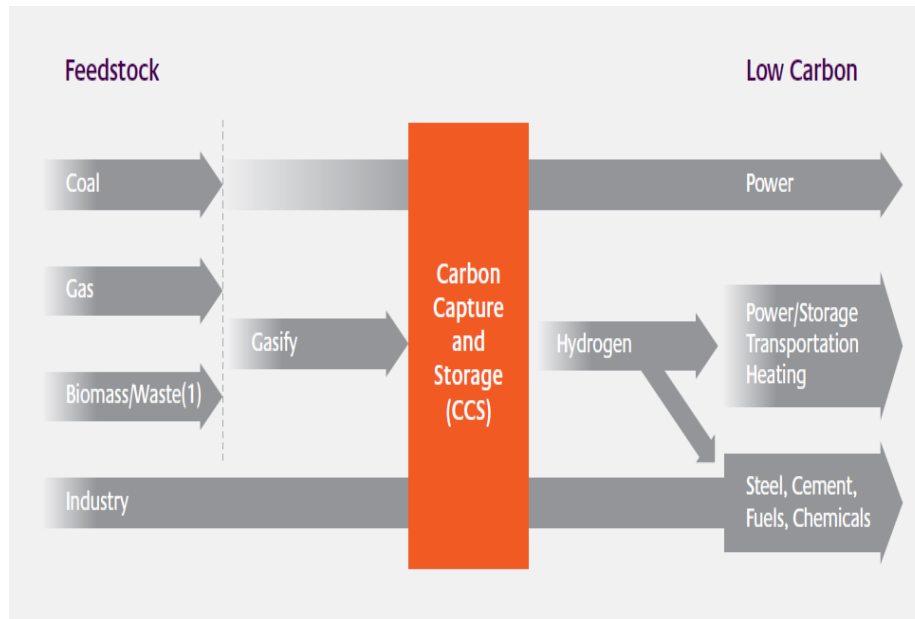 Feedstock
Low Carbon
Coal
Power
Gas
Biomass/Waste(1)
Gasify
Carbon
Capture
and
Storage
(CCS)
Hydrogen
Power/Storage
Transportation
Heating
Industry
Steel, Cement,
Fuels, Chemicals